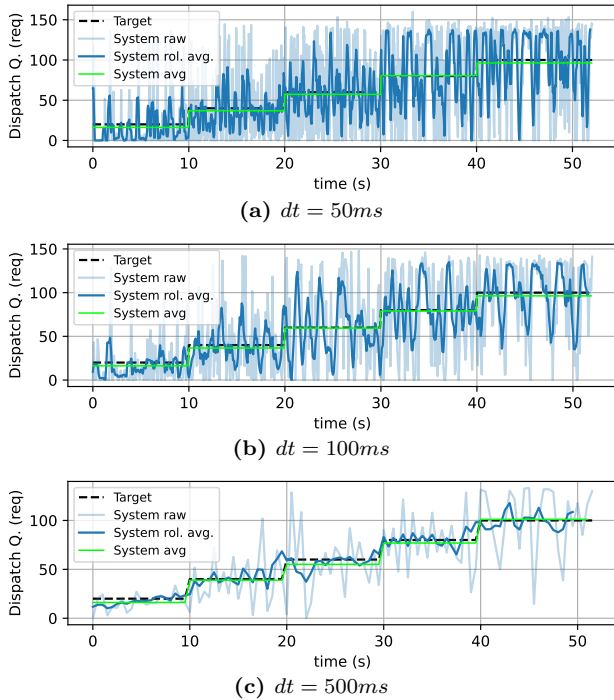 150
100
50
0
Dispatch Q. (req)
Target
System raw
System rol. avg.
System avg
0 10 20 30 40 50
time (s)
(a) dt = 50ms
150
100
50
0
Dispatch Q. (req)
Target
System raw
System rol. avg.
System avg
0 10 20 30 40 50
time (s)
(b) dt = 100ms
100
50
0
Dispatch Q. (req)
Target
System raw
System rol. avg.
System avg
0 10 20 30 40 50
time (s)
(c) dt = 500ms